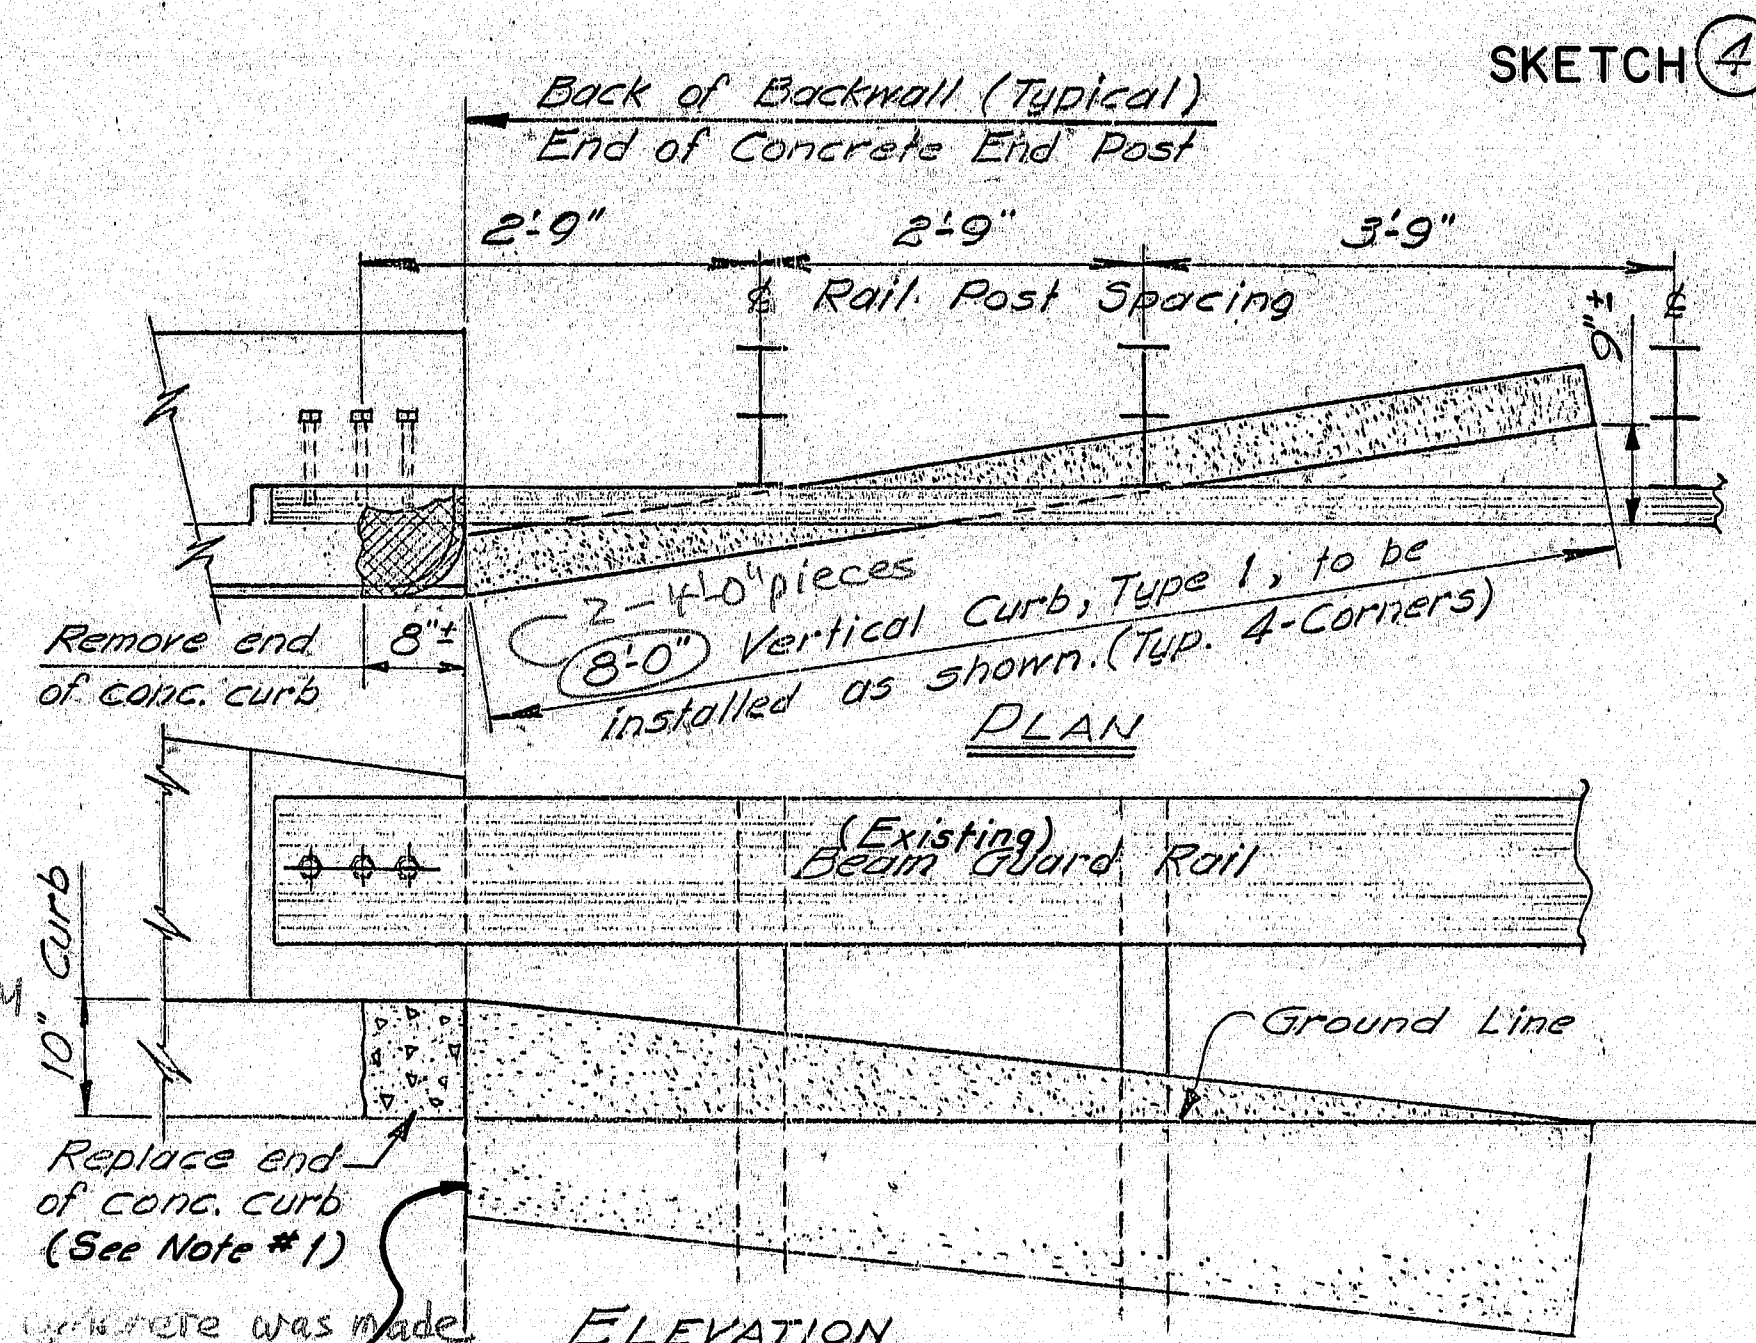 SKETCH 4
Back of Backwall (Typical)
End of Concrete End Post
2'-9" 2'-9" 3'-9"
℄ Rail Post Spacing ℄
9"±
2-4'-0" pieces
8'-0" Vertical Curb, Type 1, to be
installed as shown. (Typ. 4-Corners)
Remove end 8"±
of conc. curb
PLAN
(Existing)
Beam Guard Rail
10" Curb
Ground Line
Replace end
of conc. curb
(See Note #1)
was made
ELEVATION